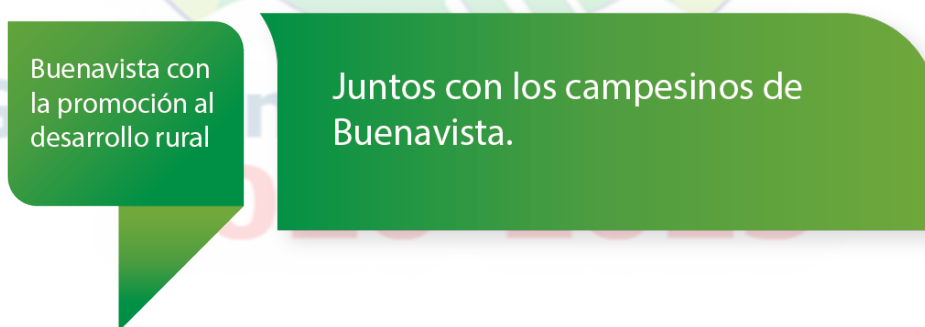 Buenavista con
la promoción al
desarrollo rural
Juntos con los campesinos de
Buenavista.